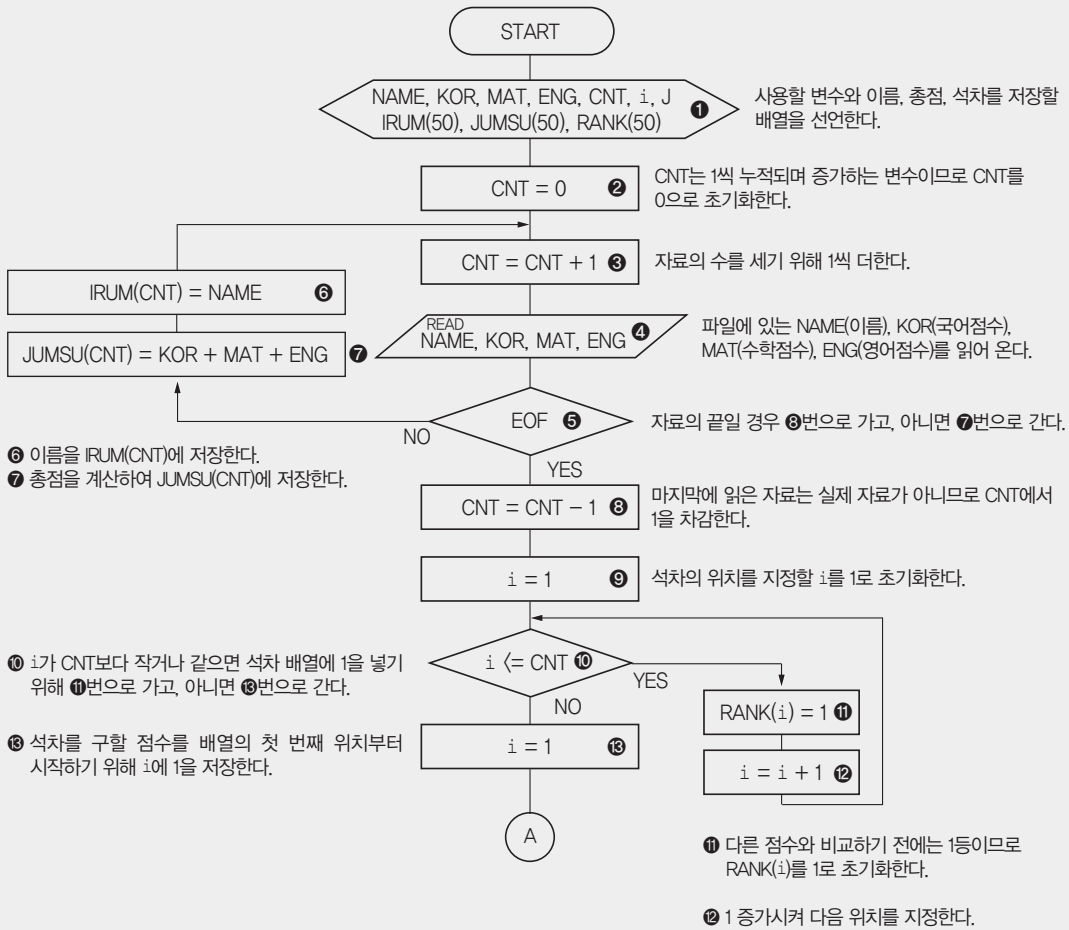 START
NAME, KOR, MAT, ENG, CNT, i, J
IRUM(50), JUMSU(50), RANK(50)
❶
사용할 변수와 이름, 총점, 석차를 저장할
배열을 선언한다.
CNT = 0 ❷
CNT는 1씩 누적되며 증가하는 변수이므로 CNT를
0으로 초기화한다.
CNT = CNT + 1 ❸
자료의 수를 세기 위해 1씩 더한다.
IRUM(CNT) = NAME ❻
READ
NAME, KOR, MAT, ENG ❹
파일에 있는 NAME(이름), KOR(국어점수),
MAT(수학점수), ENG(영어점수)를 읽어 온다.
JUMSU(CNT) = KOR + MAT + ENG ❼
EOF ❺
자료의 끝일 경우 ❽번으로 가고, 아니면 ❼번으로 간다.
NO
YES
❻ 이름을 IRUM(CNT)에 저장한다.
❼ 총점을 계산하여 JUMSU(CNT)에 저장한다.
CNT = CNT − 1 ❽
마지막에 읽은 자료는 실제 자료가 아니므로 CNT에서
1을 차감한다.
i = 1 ❾
석차의 위치를 지정할 i를 1로 초기화한다.
❿ i가 CNT보다 작거나 같으면 석차 배열에 1을 넣기
위해 ⓫번으로 가고, 아니면 ⓭번으로 간다.
i <= CNT ❿
YES
NO
RANK(i) = 1 ⓫
⓭ 석차를 구할 점수를 배열의 첫 번째 위치부터
시작하기 위해 i에 1을 저장한다.
i = 1 ⓭
i = i + 1 ⓬
A
⓫ 다른 점수와 비교하기 전에는 1등이므로
RANK(i)를 1로 초기화한다.
⓬ 1 증가시켜 다음 위치를 지정한다.